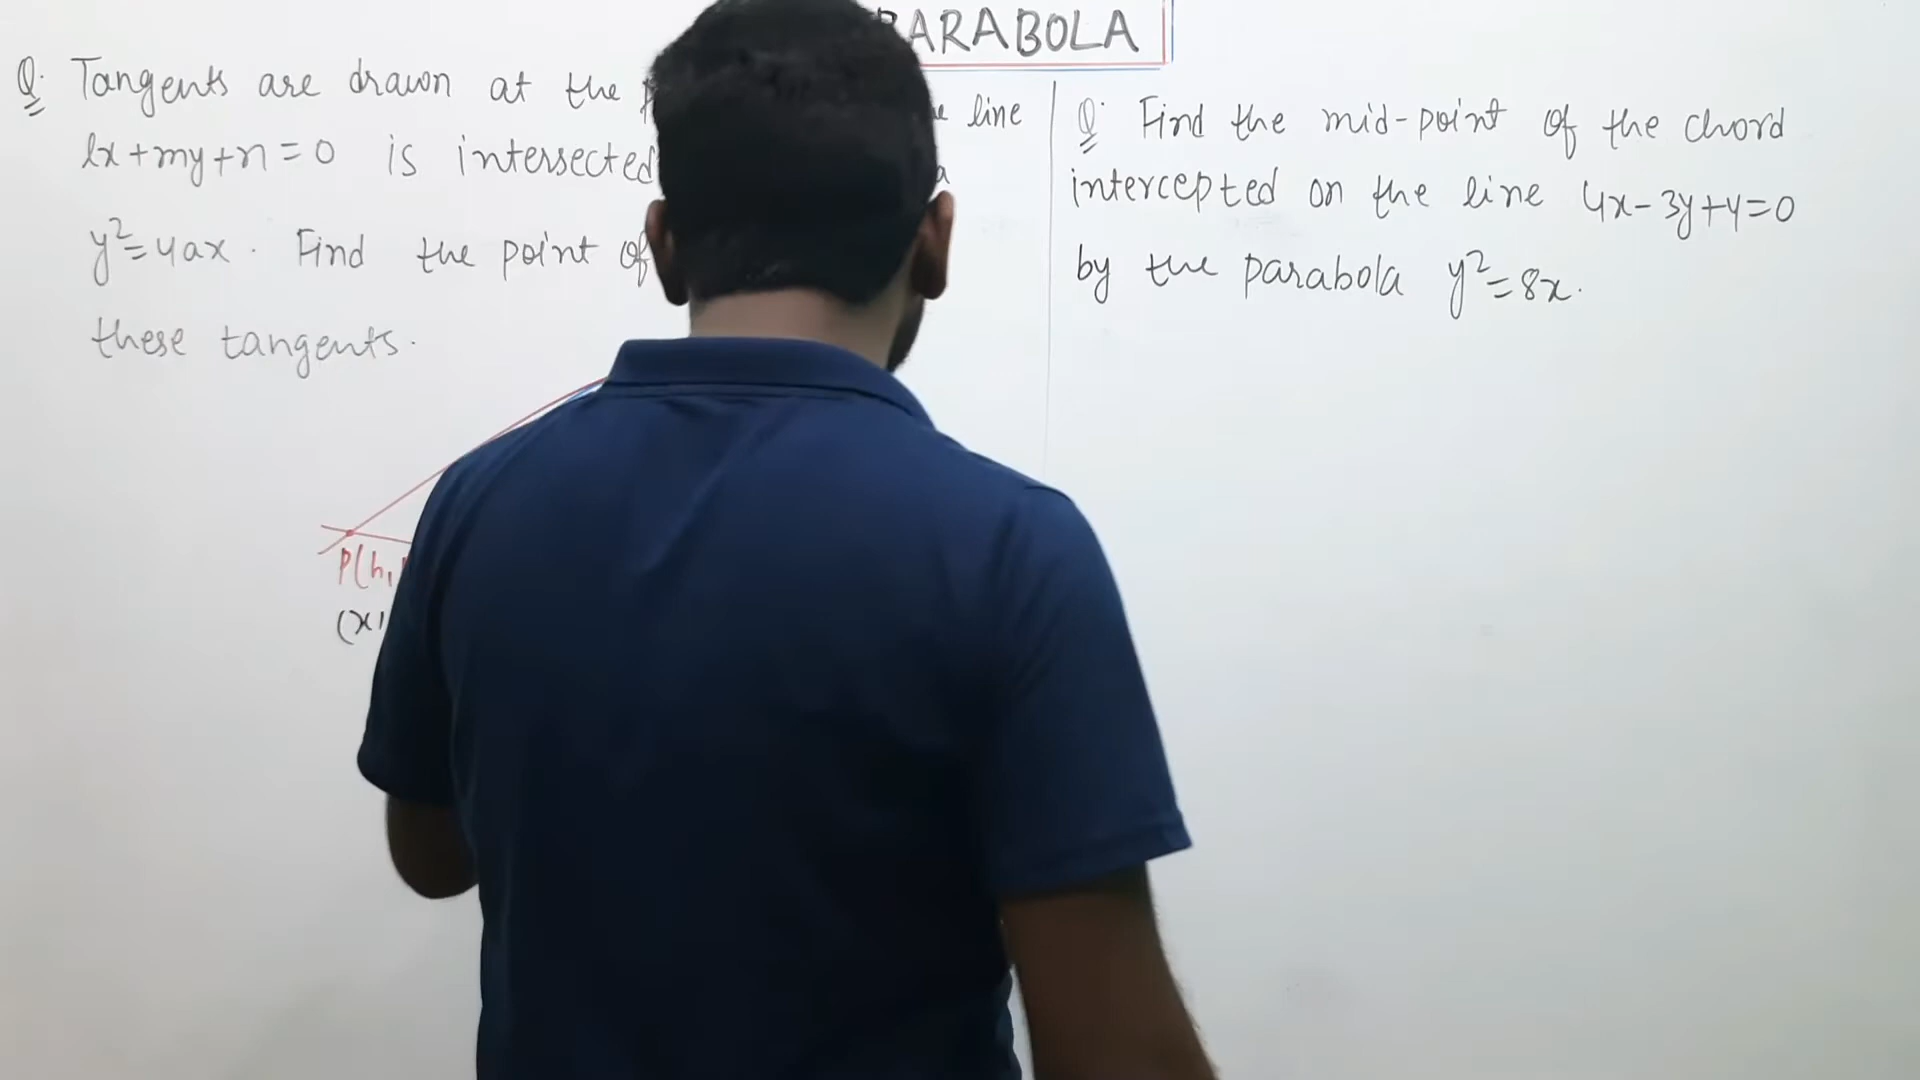 PARABOLA
Q. Tangents are drawn at the line
lx+my+n=0 is intersected
y²=4ax. Find the point of
these tangents.
P(h,
(x1
Q. Find the mid-point of the chord
intercepted on the line 4x-3y+4=0
by the parabola y²=8x.